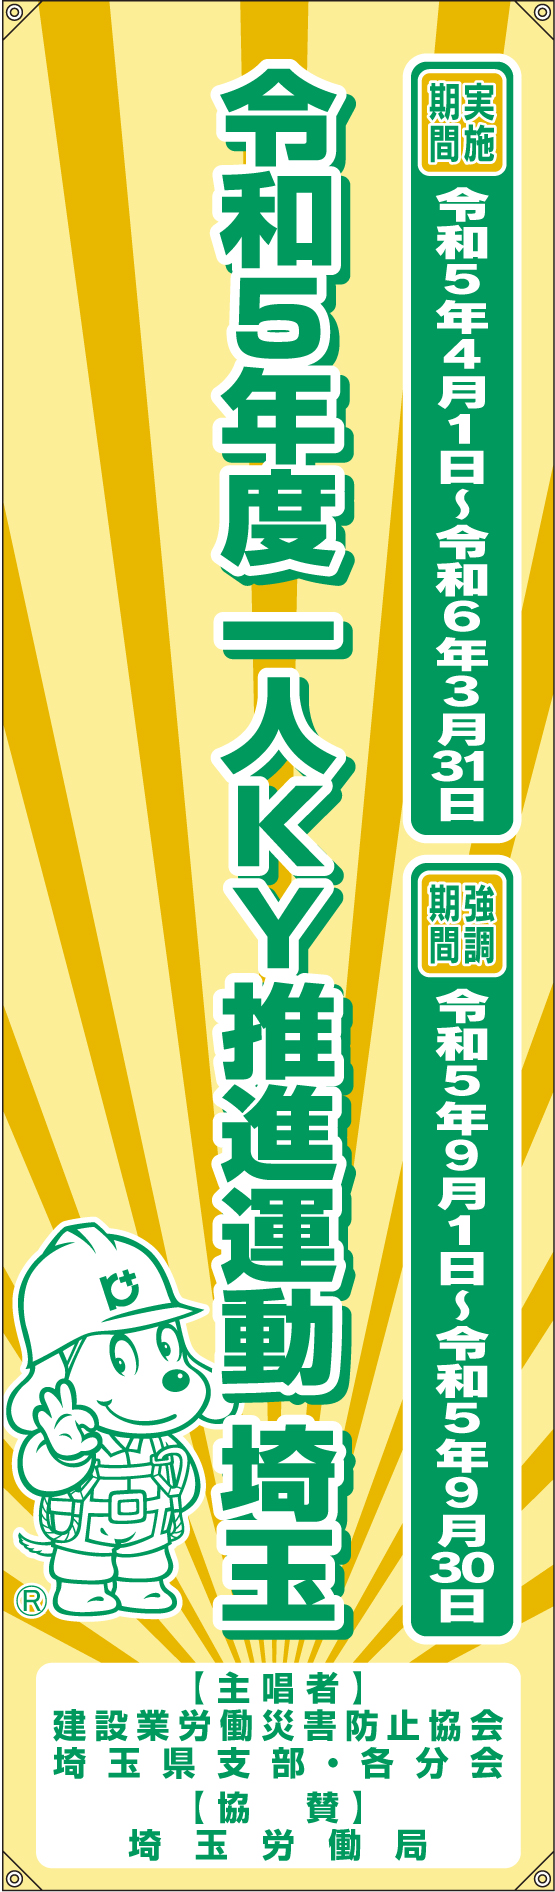 実施期間
令和5年4月1日~令和6年3月31日
強調期間
令和5年9月1日~令和5年9月30日
令和5年度 一人KY推進運動 埼玉
®
【主唱者】
建設業労働災害防止協会
埼玉県支部・各分会
【協 賛】
埼玉労働局